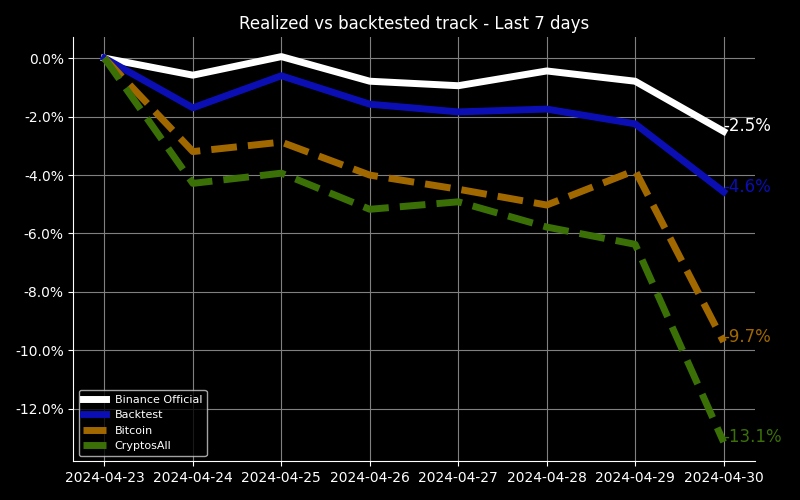 Realized vs backtested track - Last 7 days
0.0%
-2.0%
-4.0%
-6.0%
-8.0%
-10.0%
-12.0%
-2.5%
-4.6%
-9.7%
-13.1%
Binance Official
Backtest
Bitcoin
CryptosAll
2024-04-23 2024-04-24 2024-04-25 2024-04-26 2024-04-27 2024-04-28 2024-04-29 2024-04-30